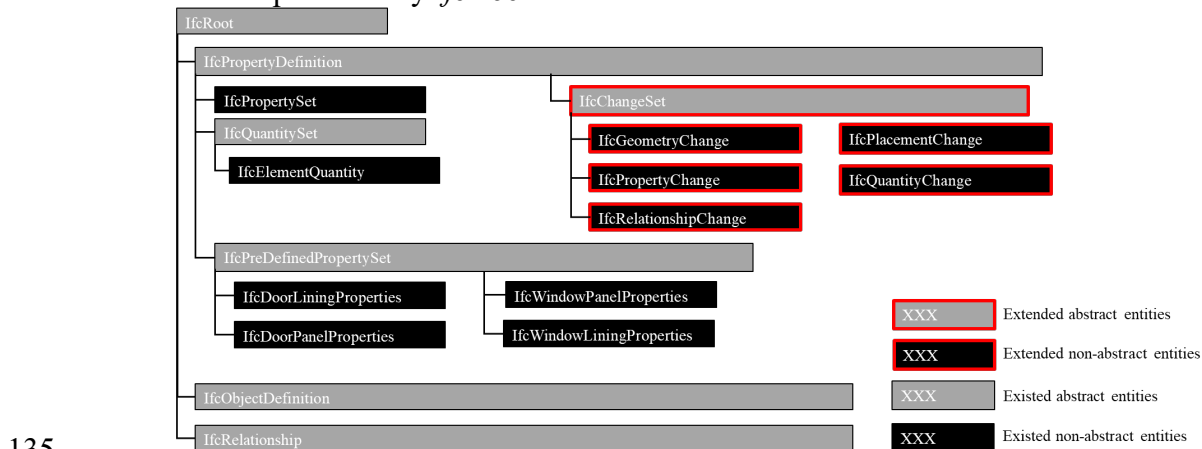 IfcRoot
IfcPropertyDefinition
IfcPropertySet
IfcChangeSet
IfcQuantitySet
IfcGeometryChange
IfcPlacementChange
IfcElementQuantity
IfcPropertyChange
IfcQuantityChange
IfcRelationshipChange
IfcPreDefinedPropertySet
IfcDoorLiningProperties
IfcWindowPanelProperties
IfcDoorPanelProperties
IfcWindowLiningProperties
XXX Extended abstract entities
XXX Extended non-abstract entities
IfcObjectDefinition
XXX Existed abstract entities
IfcRelationship
XXX Existed non-abstract entities
135